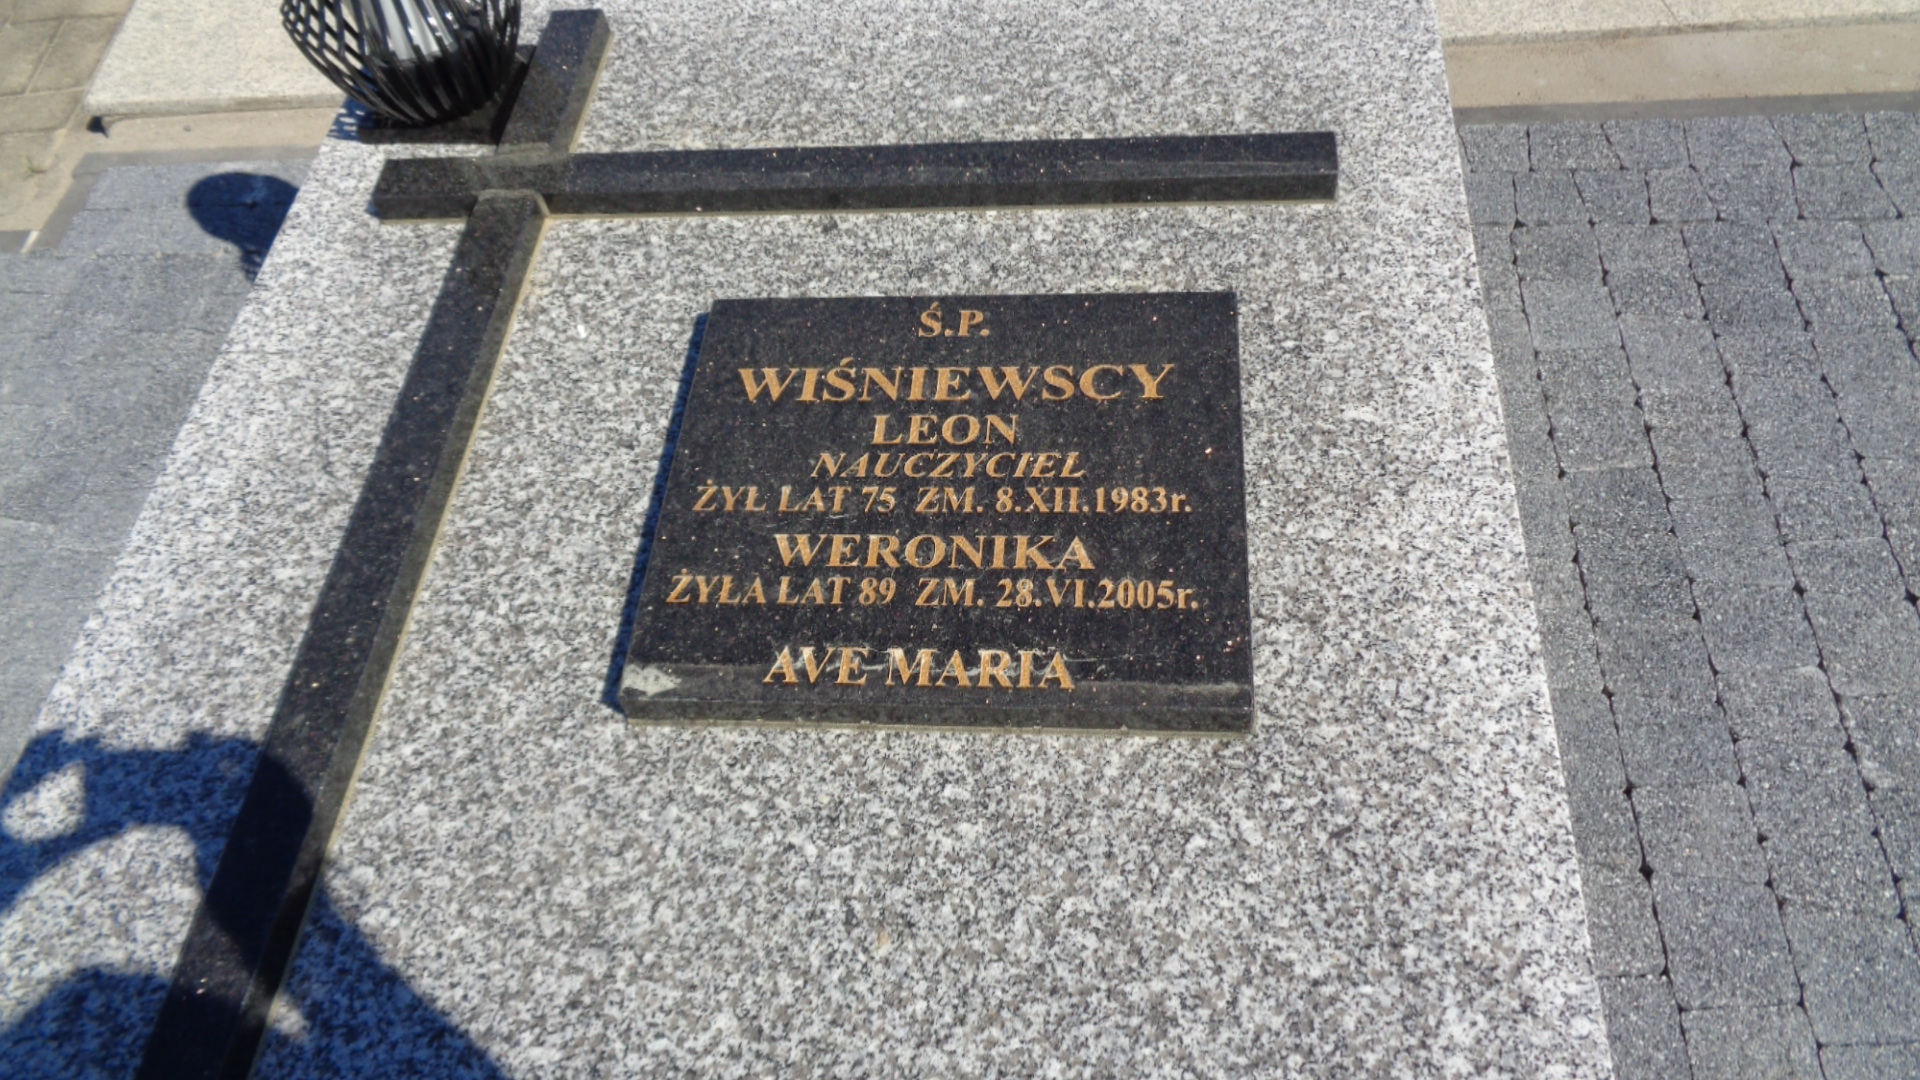 Ś.P.
WIŚNIEWSCY
LEON
NAUCZYCIEL
ŻYŁ LAT 75 ZM. 8.XII.1983r.
WERONIKA
ŻYŁA LAT 89 ZM. 28.VI.2005r.
AVE MARIA